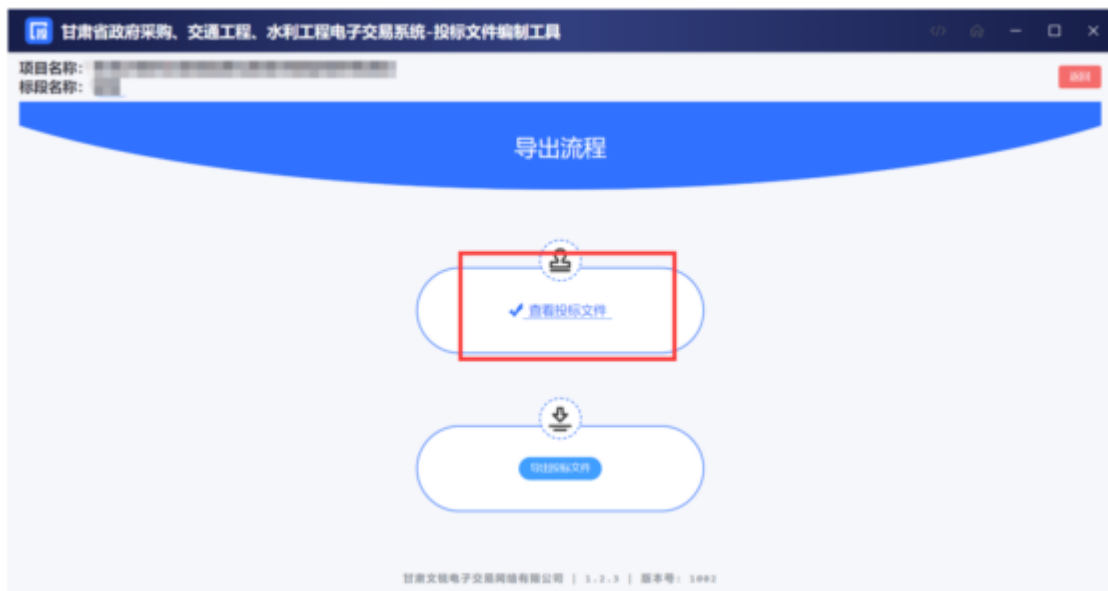 甘肃省政府采购、交通工程、水利工程电子交易系统-投标文件编制工具
项目名称:
标段名称:
返回
导出流程
查看投标文件
导出投标文件
甘肃文锐电子交易网络有限公司 | 1.2.3 | 版本号: 1002